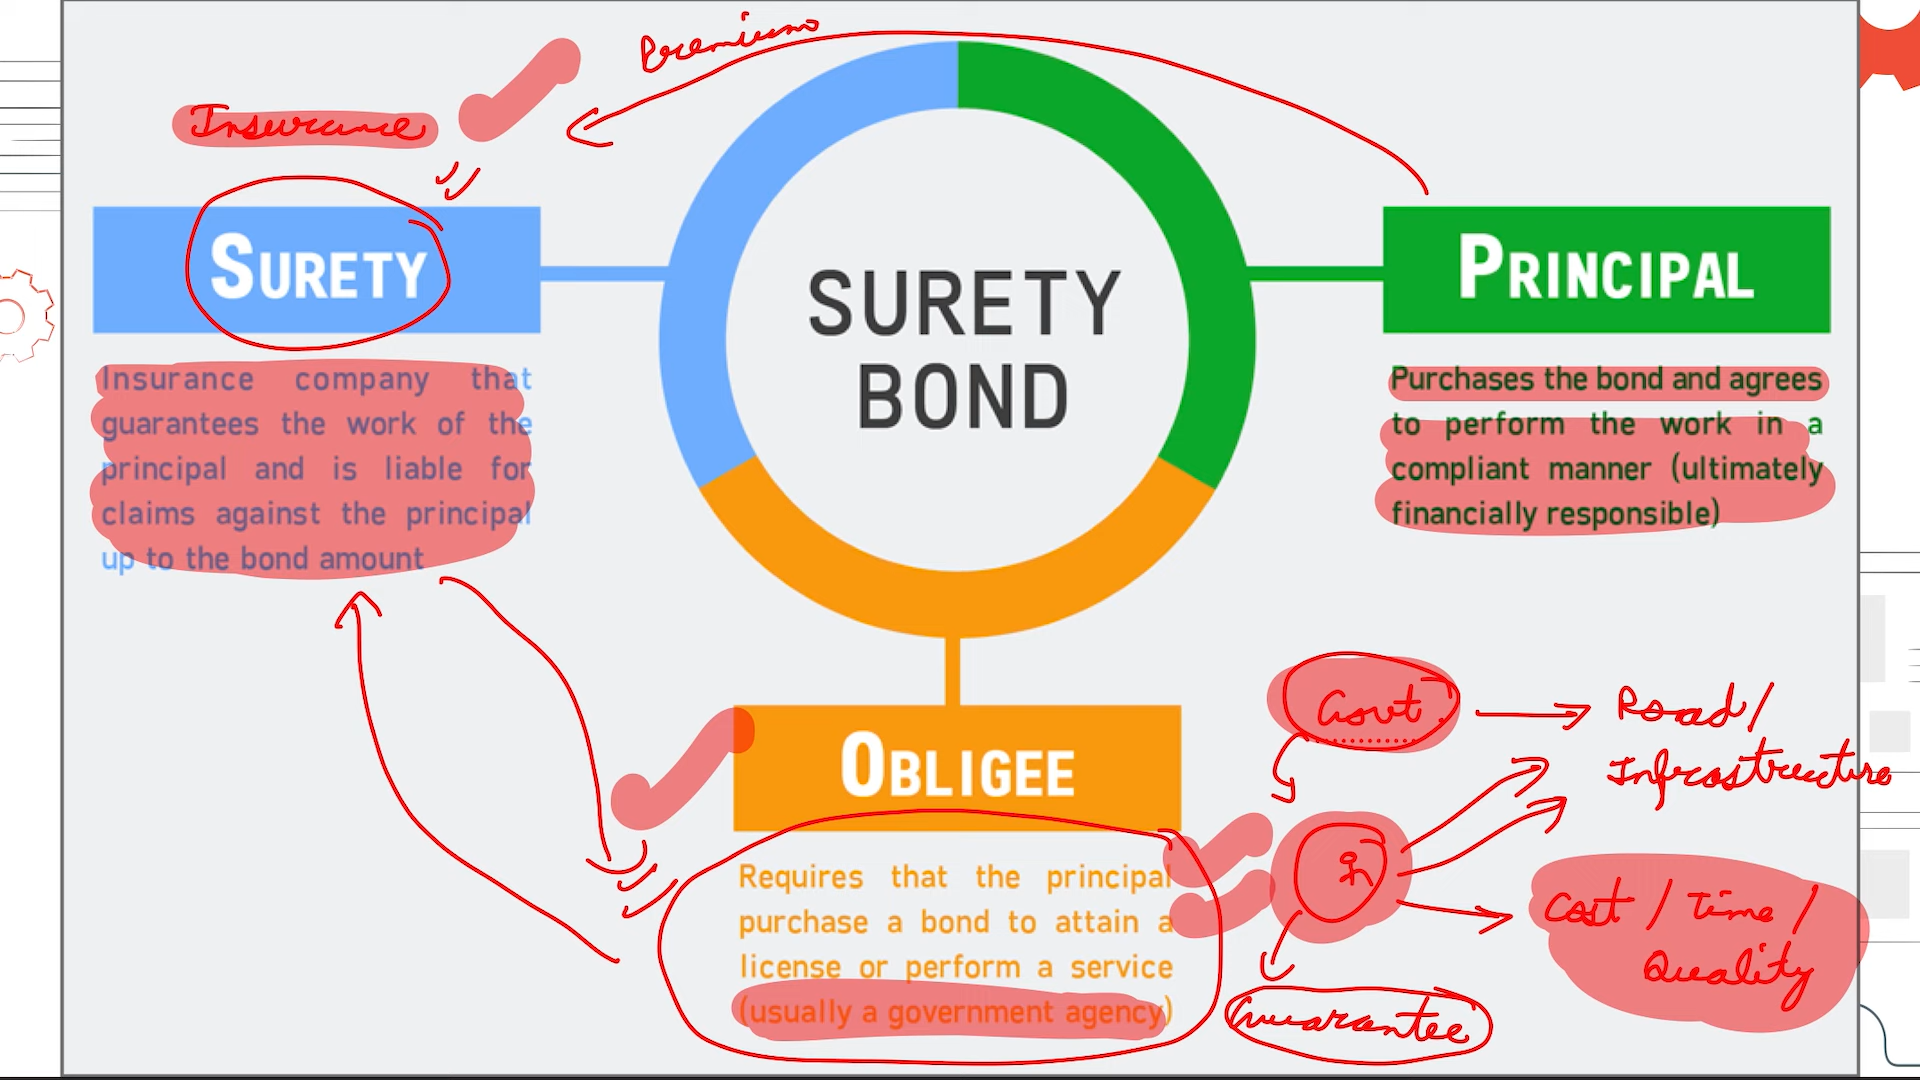 Premium
Insurance
SURETY
PRINCIPAL
SURETY
BOND
Insurance company that
guarantees the work of the
principal and is liable for
claims against the principal
up to the bond amount
Purchases the bond and agrees
to perform the work in a
compliant manner (ultimately
financially responsible)
OBLIGEE
Requires that the principal
purchase a bond to attain a
license or perform a service
(usually a government agency)
Govt.
Road/
Infrastructure
Cost / Time /
Quality
Guarantee